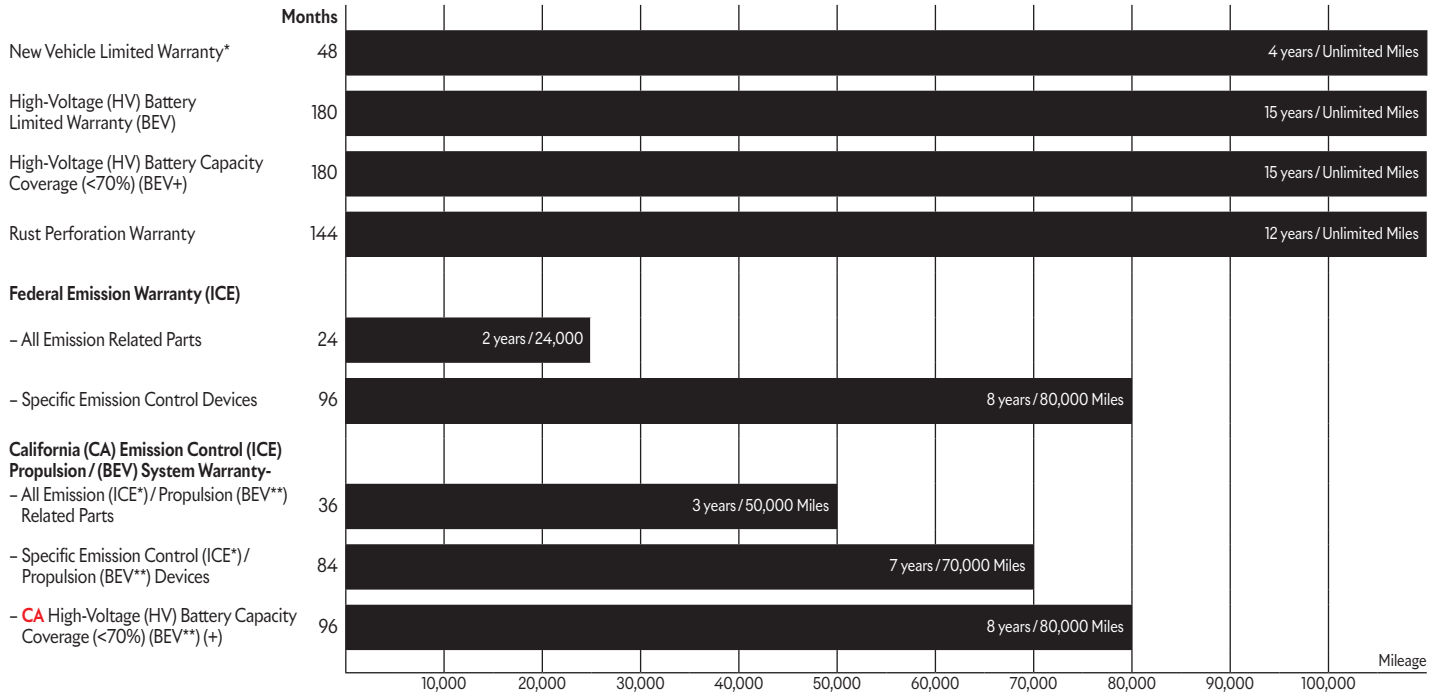 Months
New Vehicle Limited Warranty* 48 4 years/Unlimited Miles
High-Voltage (HV) Battery
Limited Warranty (BEV) 180 15 years/Unlimited Miles
High-Voltage (HV) Battery Capacity
Coverage (<70%) (BEV+) 180 15 years/Unlimited Miles
Rust Perforation Warranty 144 12 years/Unlimited Miles
Federal Emission Warranty (ICE)
– All Emission Related Parts 24 2 years/24,000
– Specific Emission Control Devices 96 8 years/80,000 Miles
California (CA) Emission Control (ICE)
Propulsion/(BEV) System Warranty-
– All Emission (ICE*)/Propulsion (BEV**)
Related Parts 36 3 years/50,000 Miles
– Specific Emission Control (ICE*)/
Propulsion (BEV**) Devices 84 7 years/70,000 Miles
– CA High-Voltage (HV) Battery Capacity
Coverage (<70%) (BEV**) (+) 96 8 years/80,000 Miles
Mileage
10,000 20,000 30,000 40,000 50,000 60,000 70,000 80,000 90,000 100,000